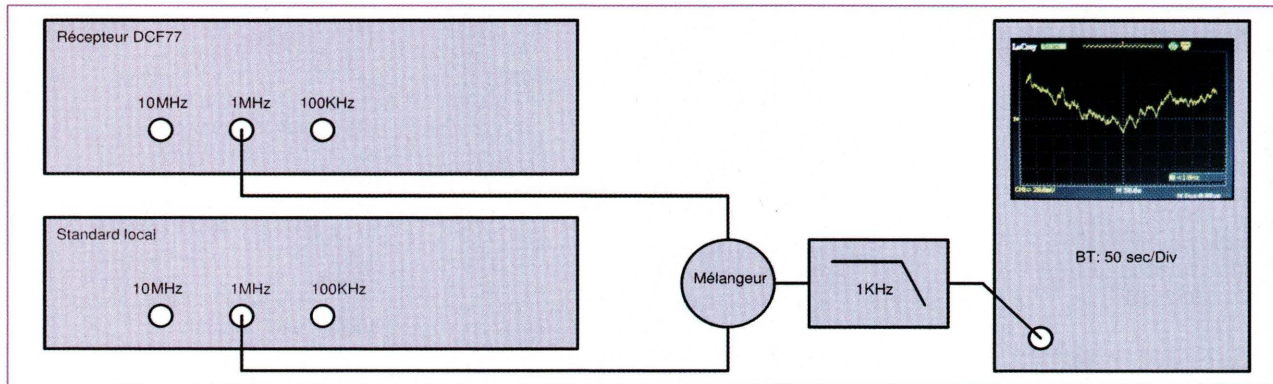 Récepteur DCF77
10MHz 1MHz 100KHz
Standard local
10MHz 1MHz 100KHz
Mélangeur
1KHz
LeCroy
BT: 50 sec/Div